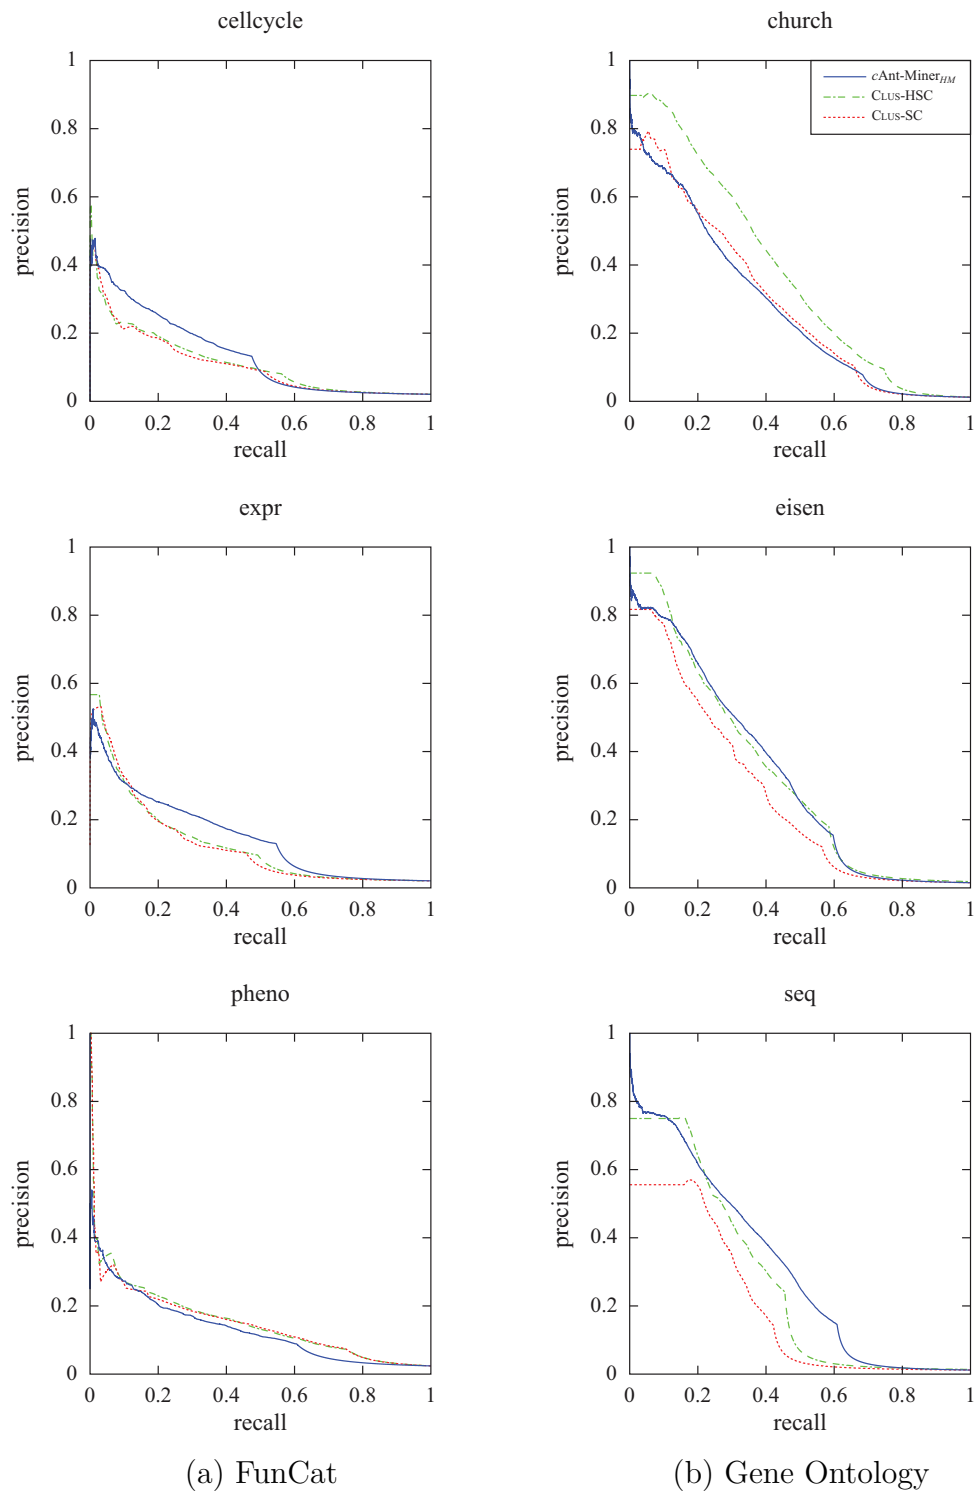 cellcycle
1
0.8
0.6
0.4
0.2
0
precision
0 0.2 0.4 0.6 0.8 1
recall
church
1
0.8
0.6
0.4
0.2
0
precision
cAnt-MinerHM
CLUS-HSC
CLUS-SC
0 0.2 0.4 0.6 0.8 1
recall
expr
1
0.8
0.6
0.4
0.2
0
precision
0 0.2 0.4 0.6 0.8 1
recall
eisen
1
0.8
0.6
0.4
0.2
0
precision
0 0.2 0.4 0.6 0.8 1
recall
pheno
1
0.8
0.6
0.4
0.2
0
precision
0 0.2 0.4 0.6 0.8 1
recall
seq
1
0.8
0.6
0.4
0.2
0
precision
0 0.2 0.4 0.6 0.8 1
recall
(a) FunCat
(b) Gene Ontology